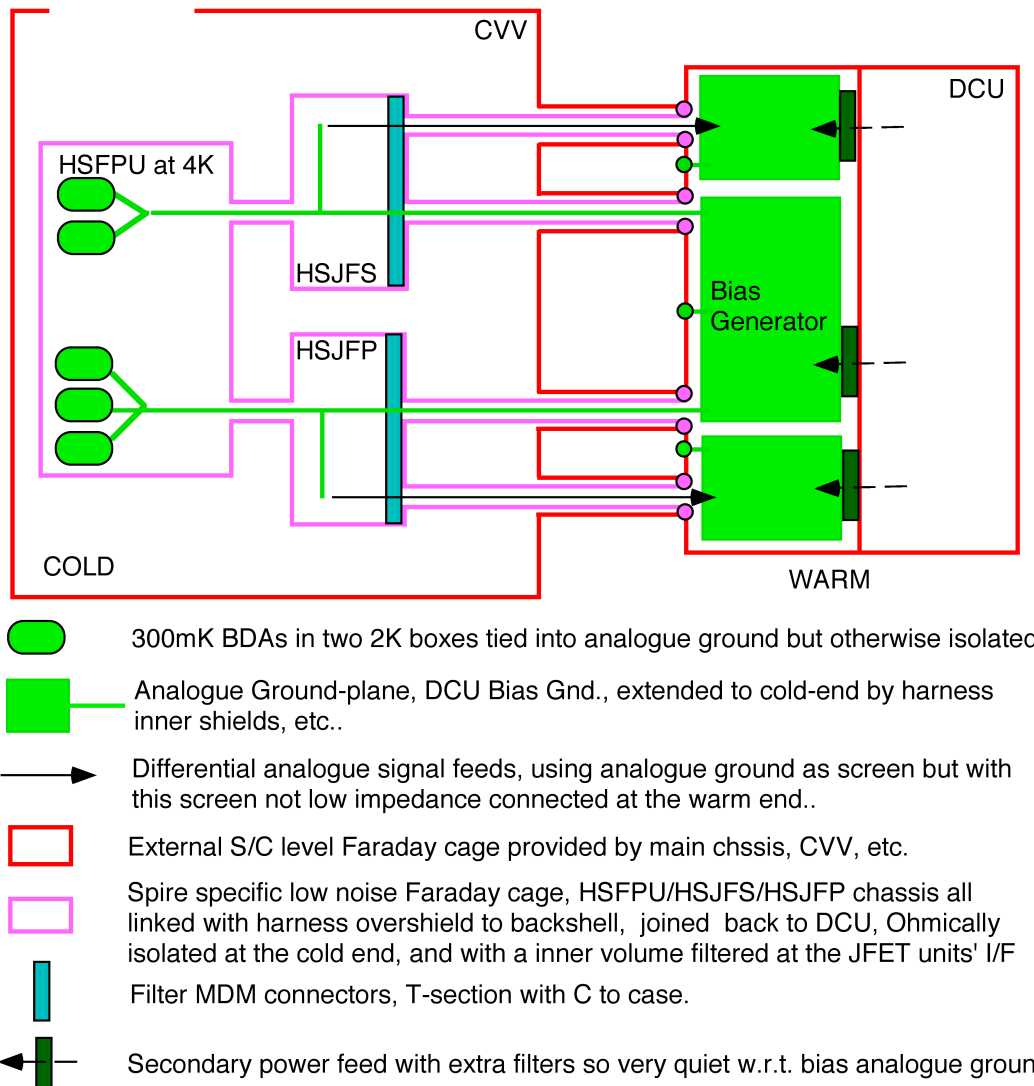 CVV
DCU
HSFPU at 4K
HSJFS
Bias
Generator
HSJFP
COLD
WARM
300mK BDAs in two 2K boxes tied into analogue ground but otherwise isolated
Analogue Ground-plane, DCU Bias Gnd., extended to cold-end by harness
inner shields, etc..
Differential analogue signal feeds, using analogue ground as screen but with
this screen not low impedance connected at the warm end..
External S/C level Faraday cage provided by main chssis, CVV, etc.
Spire specific low noise Faraday cage, HSFPU/HSJFS/HSJFP chassis all
linked with harness overshield to backshell, joined back to DCU, Ohmically
isolated at the cold end, and with a inner volume filtered at the JFET units' I/F
Filter MDM connectors, T-section with C to case.
Secondary power feed with extra filters so very quiet w.r.t. bias analogue groun